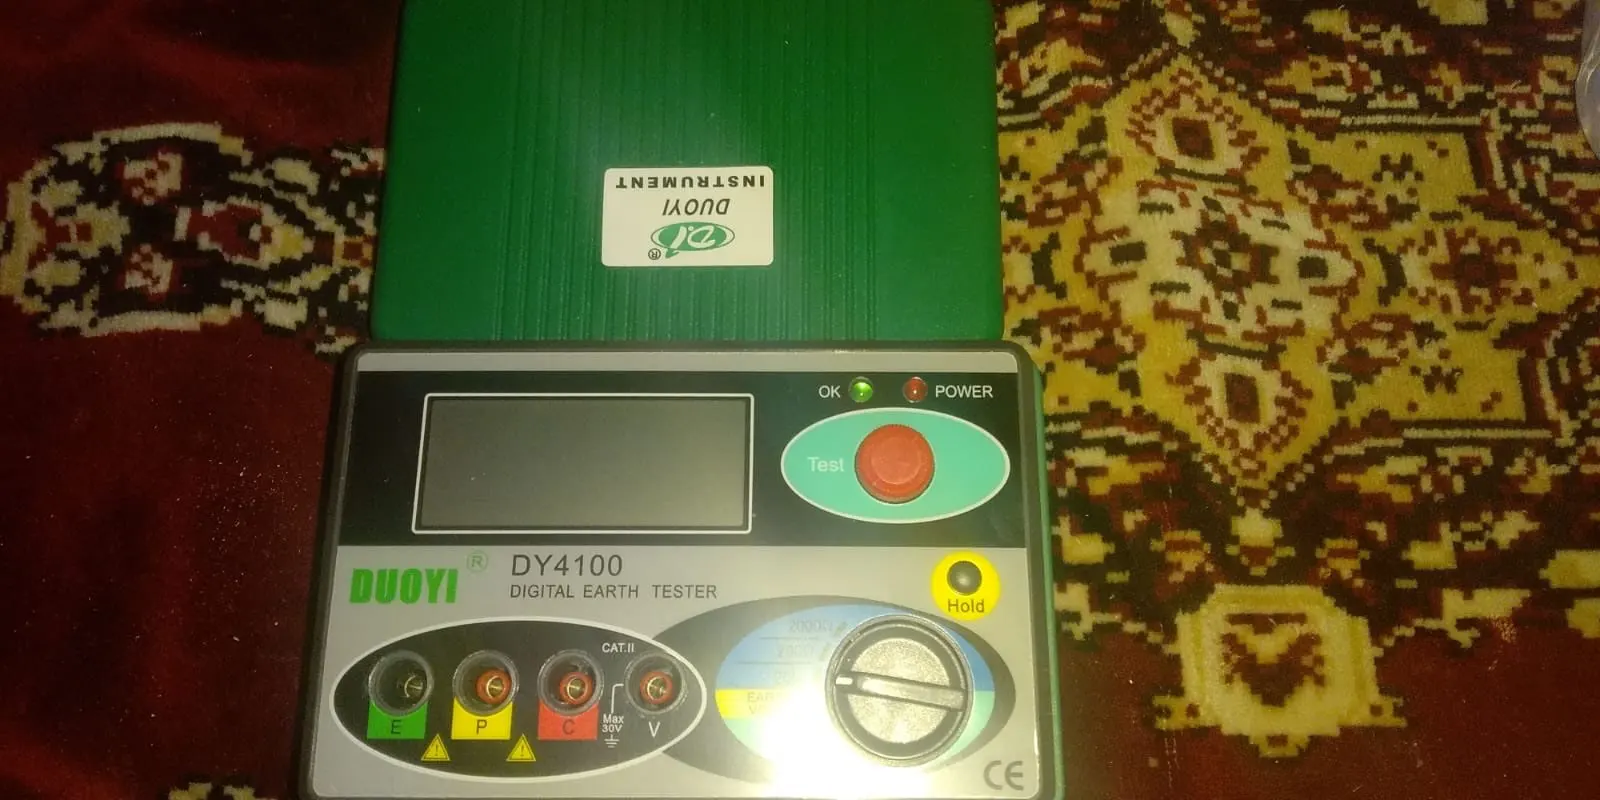 INSTRUMENT
DUOYI
D.I ®
OK
POWER
Test
DUOYI ®
DY4100
DIGITAL EARTH TESTER
Hold
CAT.II
E
P
C
Max
30V
V
CE